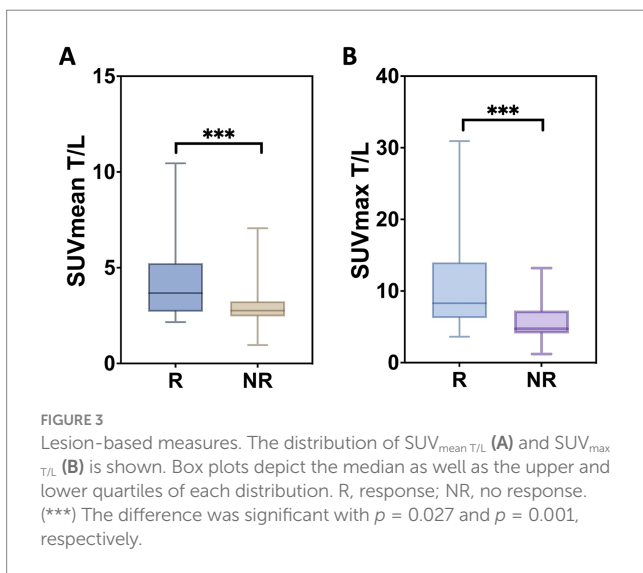 A
B
15
10
5
0
SUVmean T/L
***
R
NR
40
30
20
10
0
SUVmax T/L
***
R
NR
FIGURE 3
Lesion-based measures. The distribution of SUVmean T/L (A) and SUVmax
T/L (B) is shown. Box plots depict the median as well as the upper and
lower quartiles of each distribution. R, response; NR, no response.
(***) The difference was significant with p = 0.027 and p = 0.001,
respectively.